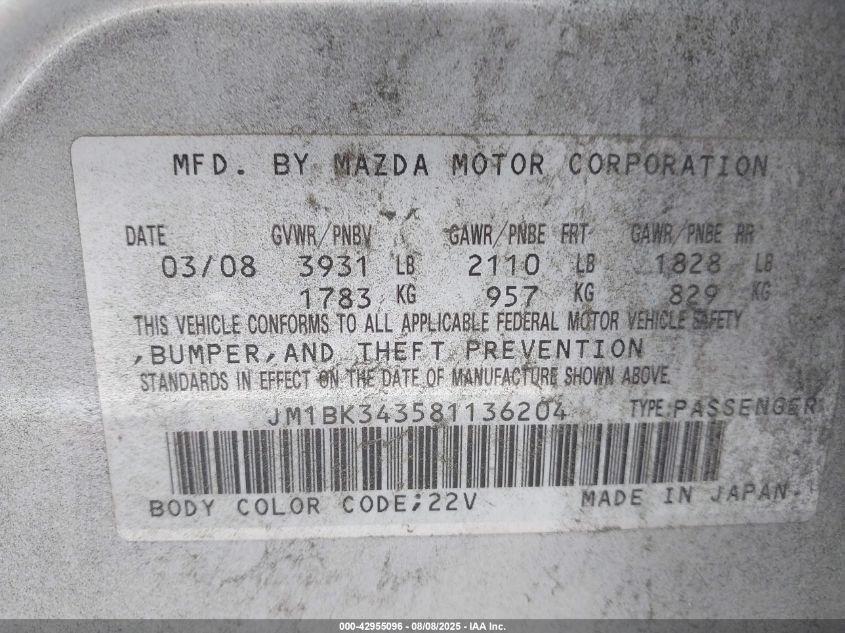 MFD. BY MAZDA MOTOR CORPORATION
DATE GVWR/PNBV GAWR/PNBE FRT GAWR/PNBE RR
03/08 3931 LB 2110 LB 1828 LB
1783 KG 957 KG 829 KG
THIS VEHICLE CONFORMS TO ALL APPLICABLE FEDERAL MOTOR VEHICLE SAFETY
,BUMPER,AND THEFT PREVENTION
STANDARDS IN EFFECT ON THE DATE OF MANUFACTURE SHOWN ABOVE.
JM1BK343581136204 TYPE:PASSENGER
BODY COLOR CODE;22V MADE IN JAPAN.
000-42955096 - 08/08/2025 - IAA Inc.